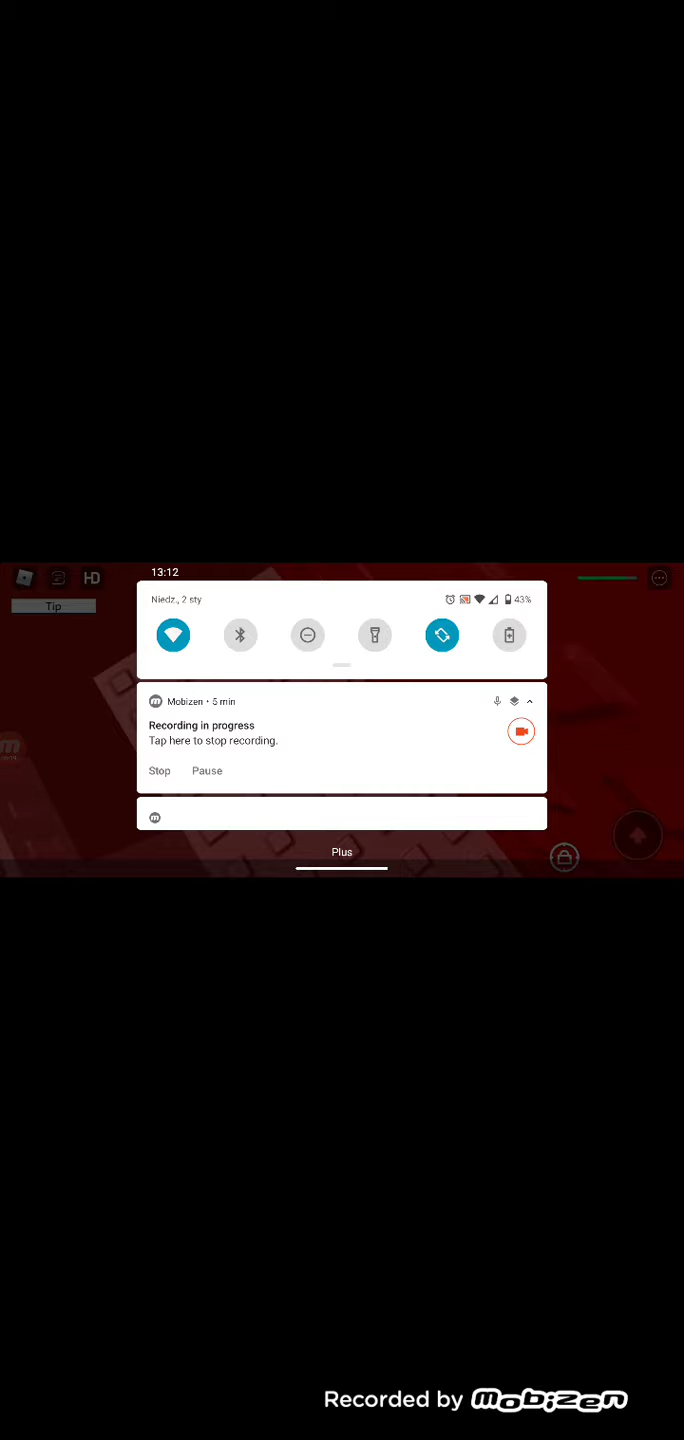 HD
Tip
13:12
Niedz., 2 sty
43%
Mobizen • 5 min
Recording in progress
Tap here to stop recording.
Stop
Pause
Plus
Recorded by mobizen